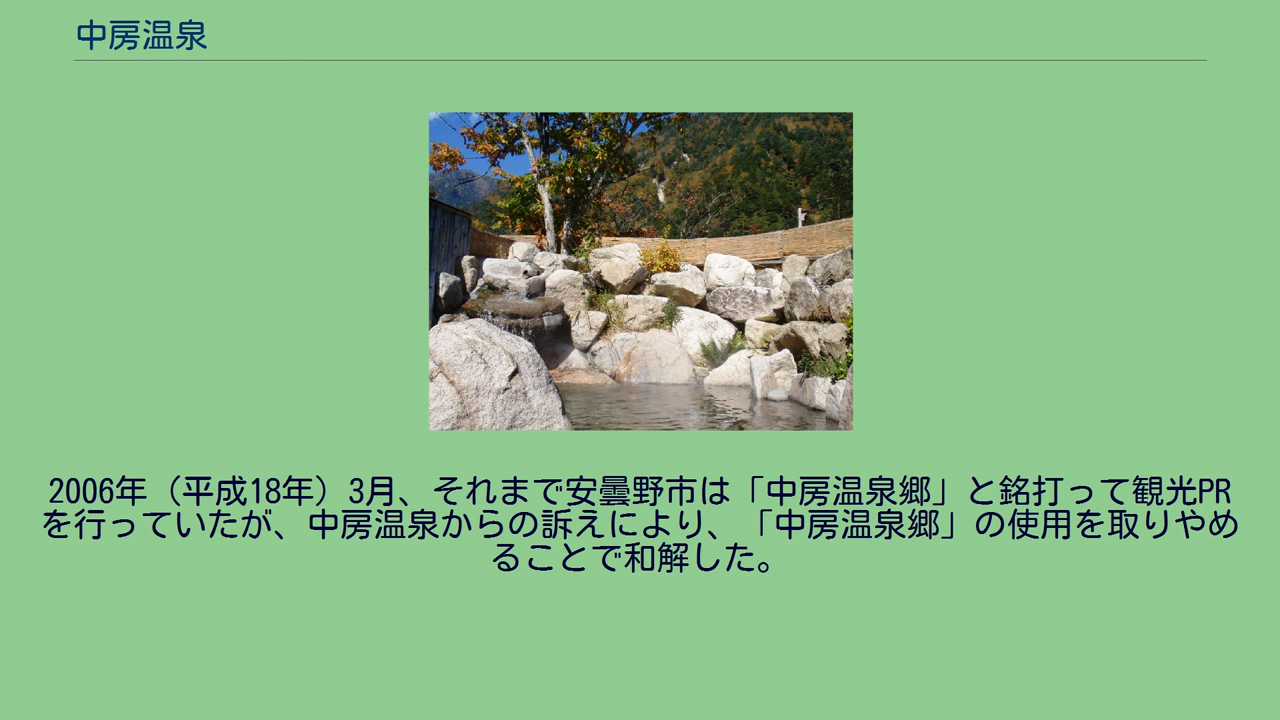 中房温泉
2006年（平成18年）3月、それまで安曇野市は「中房温泉郷」と銘打って観光PR
を行っていたが、中房温泉からの訴えにより、「中房温泉郷」の使用を取りやめ
ることで和解した。